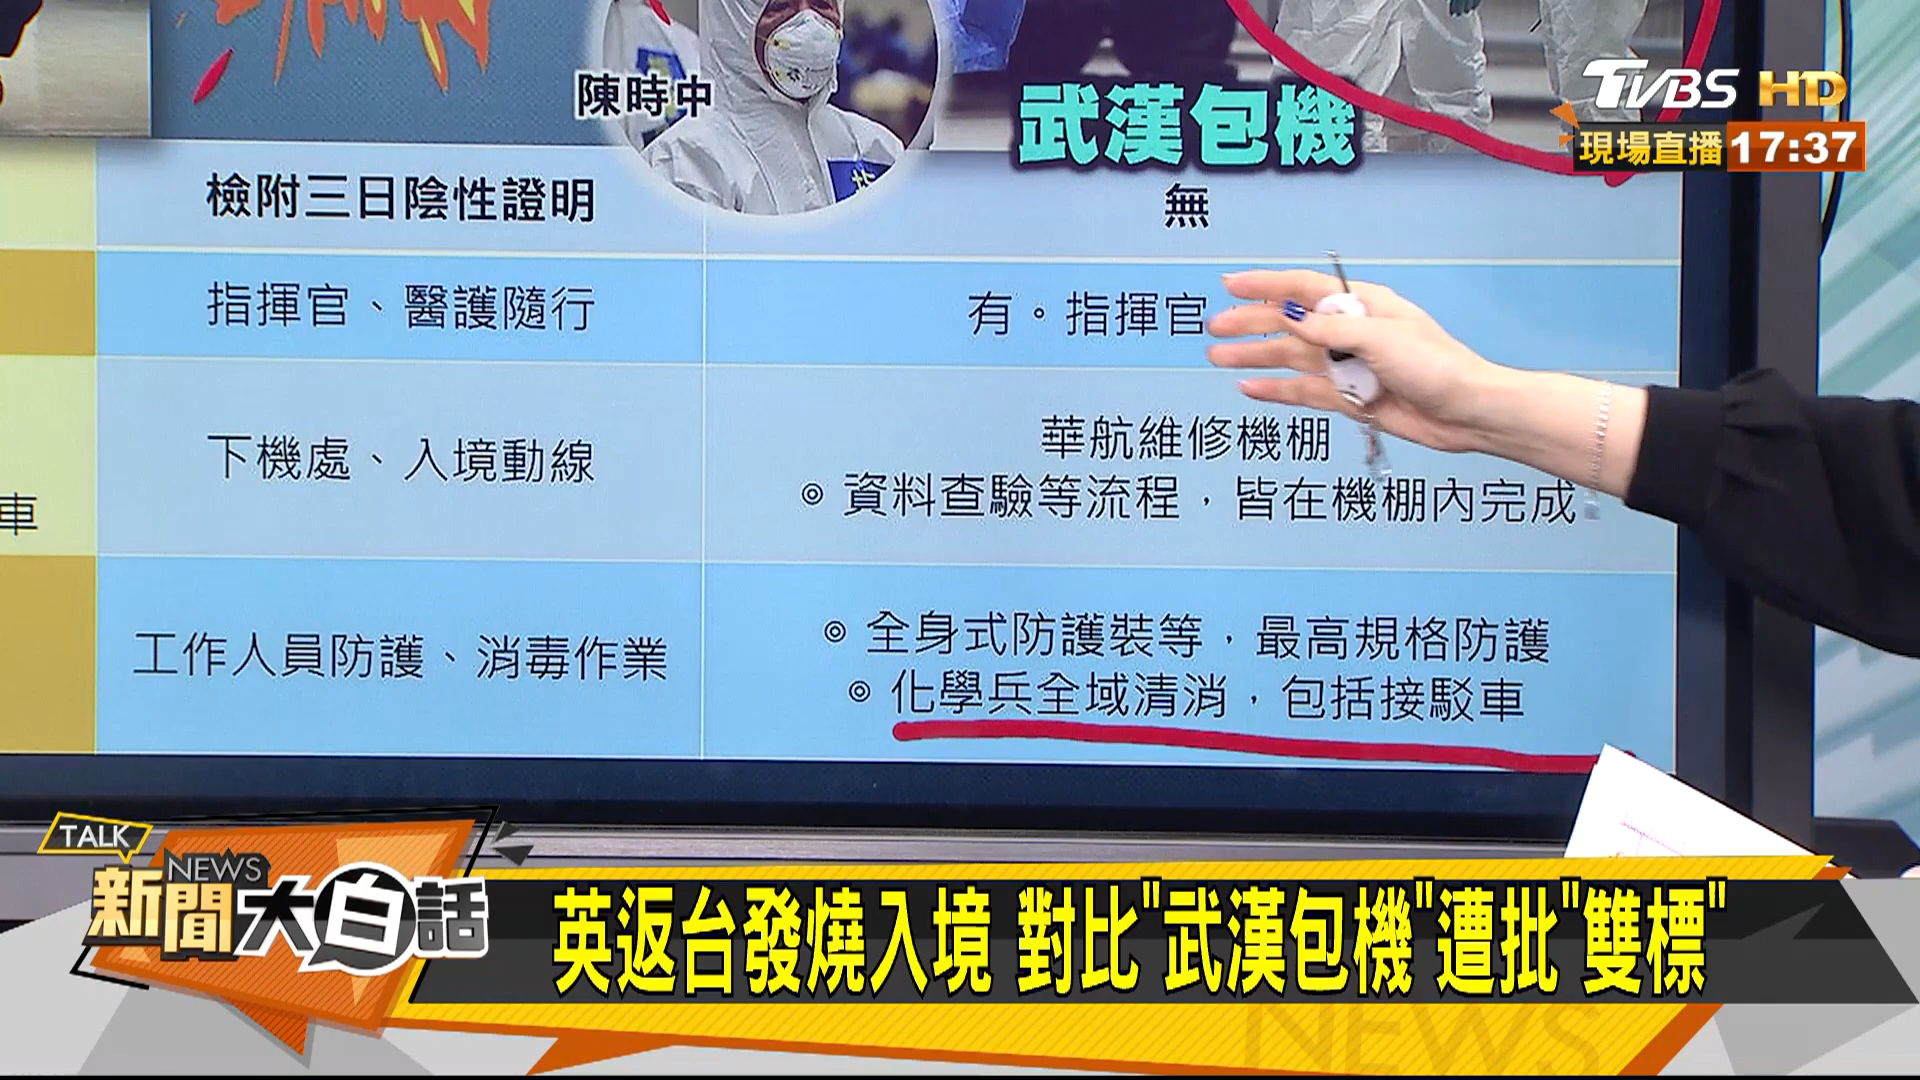 陳時中
武漢包機
TVBS HD
現場直播 17:37
檢附三日陰性證明
無
指揮官、醫護隨行
有。指揮官
下機處、入境動線
華航維修機棚
◎ 資料查驗等流程，皆在機棚內完成
車
工作人員防護、消毒作業
◎ 全身式防護裝等，最高規格防護
◎ 化學兵全域清消，包括接駁車
TALK
NEWS
新聞大白話
英返台發燒入境 對比"武漢包機"遭批"雙標"
NEWS